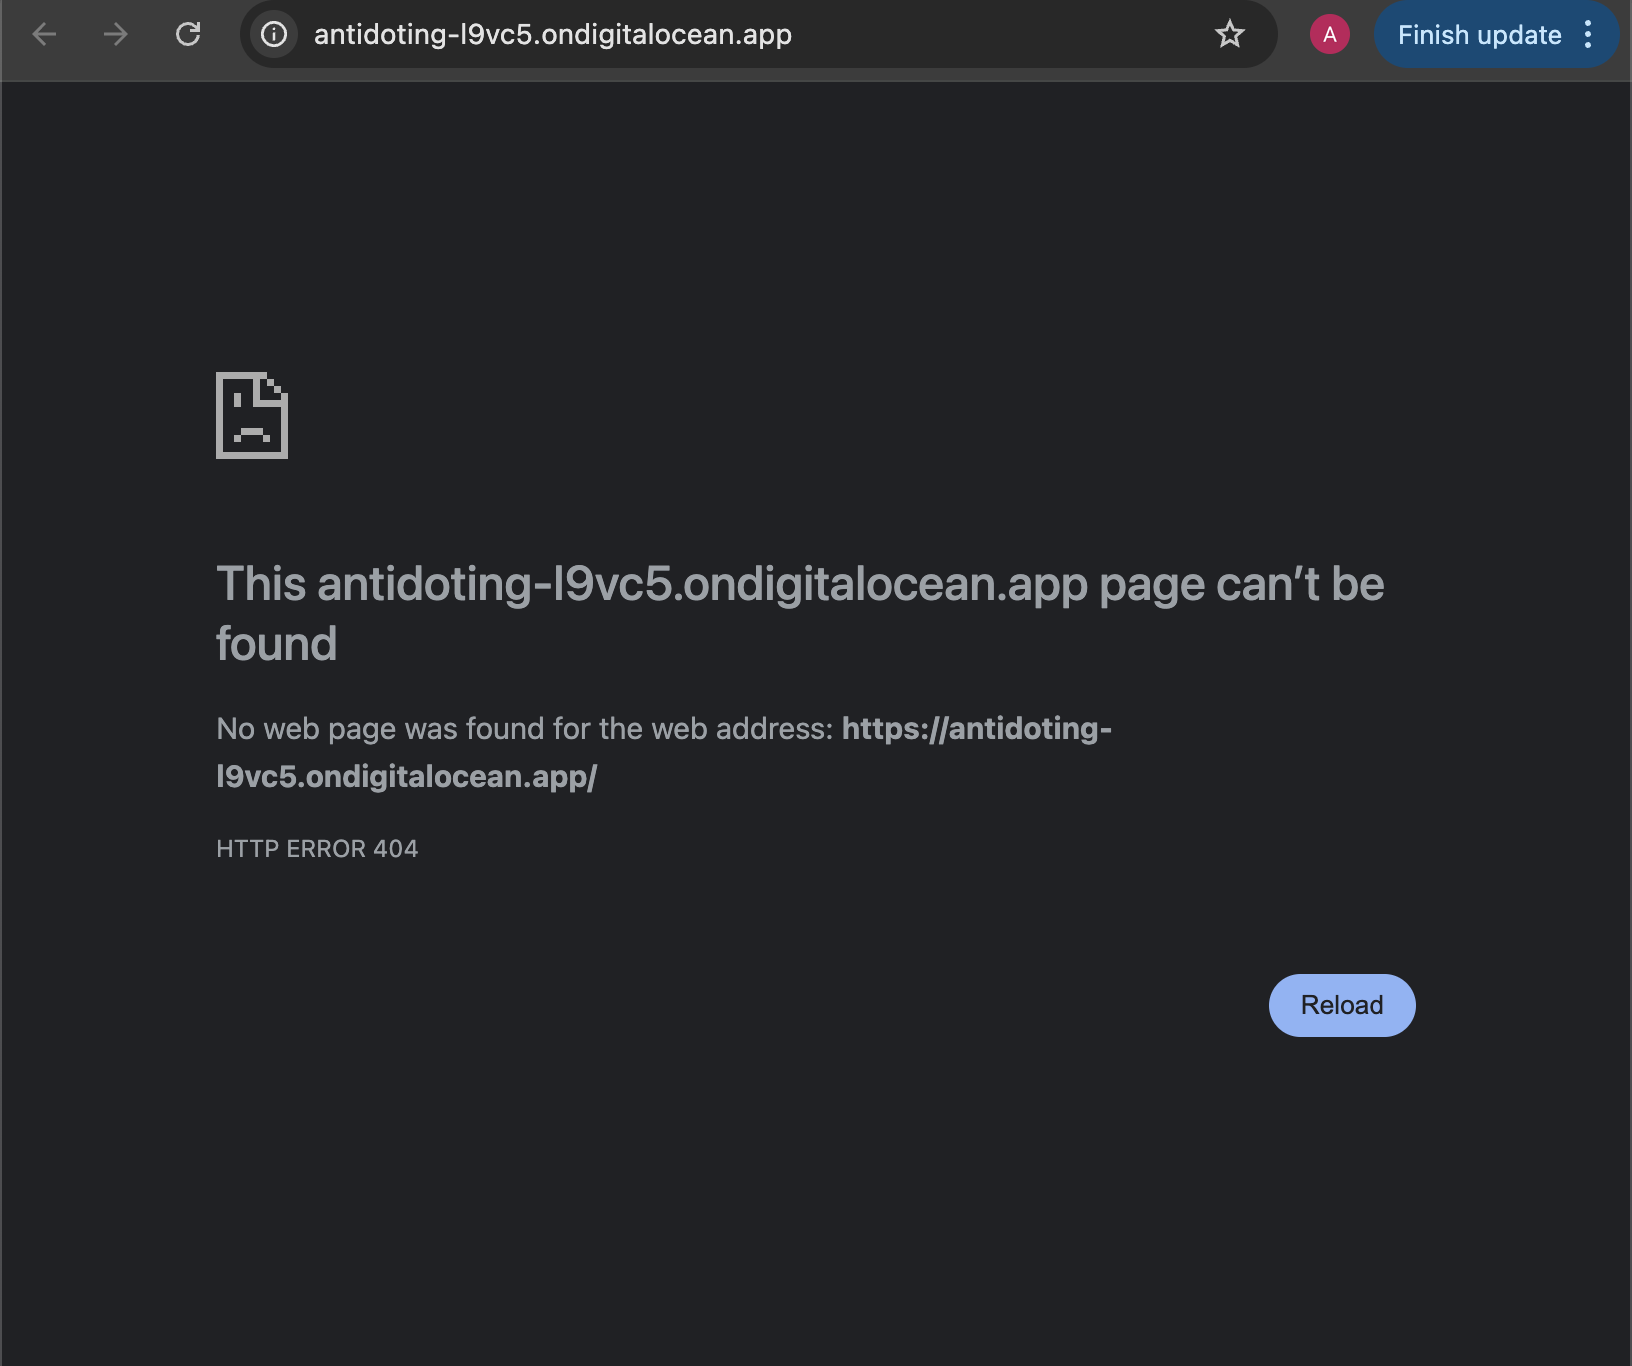 antidoting-l9vc5.ondigitalocean.app
A
Finish update
This antidoting-l9vc5.ondigitalocean.app page can’t be
found
No web page was found for the web address: https://antidoting-
l9vc5.ondigitalocean.app/
HTTP ERROR 404
Reload